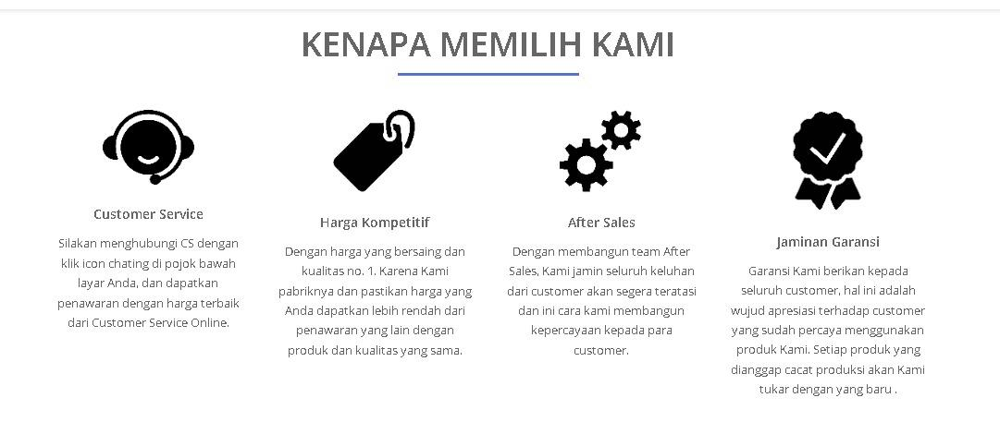 KENAPA MEMILIH KAMI
Customer Service
Silakan menghubungi CS dengan
klik icon chating di pojok bawah
layar Anda, dan dapatkan
penawaran dengan harga terbaik
dari Customer Service Online.
Harga Kompetitif
Dengan harga yang bersaing dan
kualitas no. 1. Karena Kami
pabriknya dan pastikan harga yang
Anda dapatkan lebih rendah dari
penawaran yang lain dengan
produk dan kualitas yang sama.
After Sales
Dengan membangun team After
Sales, Kami jamin seluruh keluhan
dari customer akan segera teratasi
dan ini cara kami membangun
kepercayaan kepada para
customer.
Jaminan Garansi
Garansi Kami berikan kepada
seluruh customer, hal ini adalah
wujud apresiasi terhadap customer
yang sudah percaya menggunakan
produk Kami. Setiap produk yang
dianggap cacat produksi akan Kami
tukar dengan yang baru .